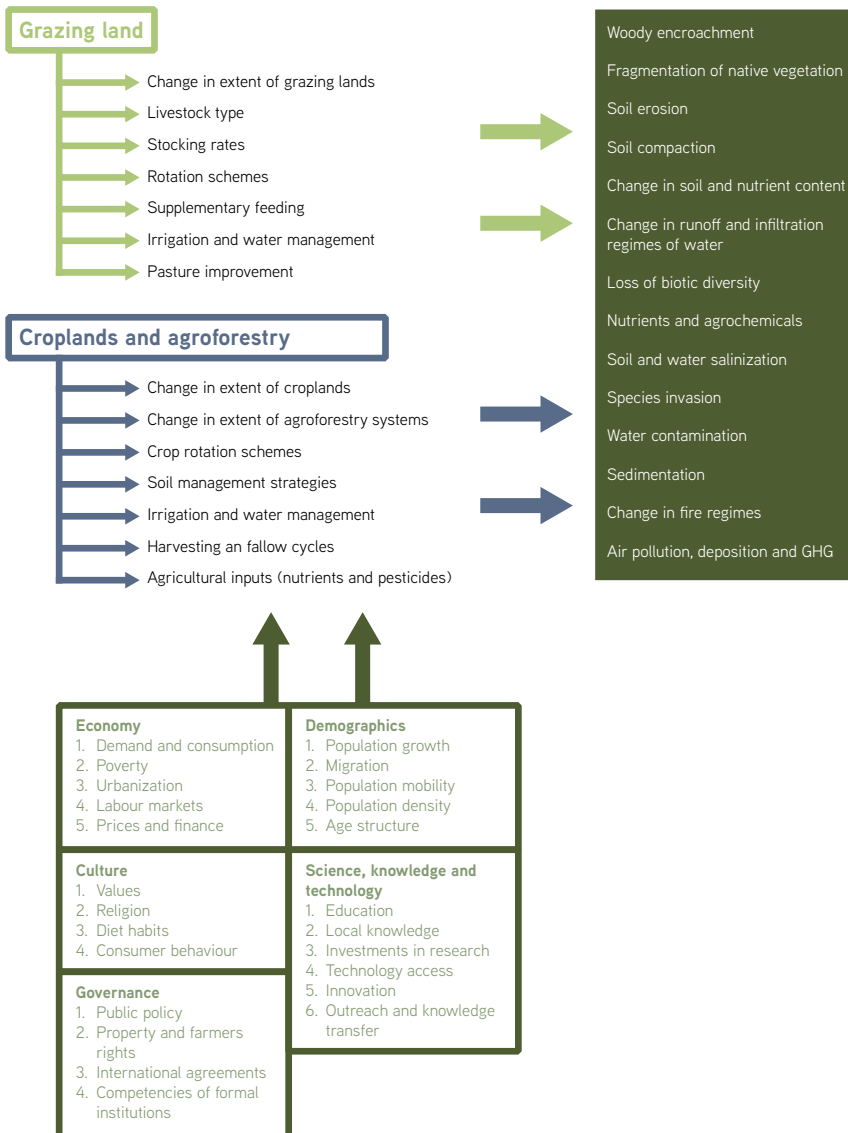 Grazing land
Change in extent of grazing lands
Livestock type
Stocking rates
Rotation schemes
Supplementary feeding
Irrigation and water management
Pasture improvement
Croplands and agroforestry
Change in extent of croplands
Change in extent of agroforestry systems
Crop rotation schemes
Soil management strategies
Irrigation and water management
Harvesting an fallow cycles
Agricultural inputs (nutrients and pesticides)
Woody encroachment
Fragmentation of native vegetation
Soil erosion
Soil compaction
Change in soil and nutrient content
Change in runoff and infiltration
regimes of water
Loss of biotic diversity
Nutrients and agrochemicals
Soil and water salinization
Species invasion
Water contamination
Sedimentation
Change in fire regimes
Air pollution, deposition and GHG
Economy
1. Demand and consumption
2. Poverty
3. Urbanization
4. Labour markets
5. Prices and finance
Demographics
1. Population growth
2. Migration
3. Population mobility
4. Population density
5. Age structure
Culture
1. Values
2. Religion
3. Diet habits
4. Consumer behaviour
Science, knowledge and
technology
1. Education
2. Local knowledge
3. Investments in research
4. Technology access
5. Innovation
6. Outreach and knowledge
transfer
Governance
1. Public policy
2. Property and farmers
rights
3. International agreements
4. Competencies of formal
institutions